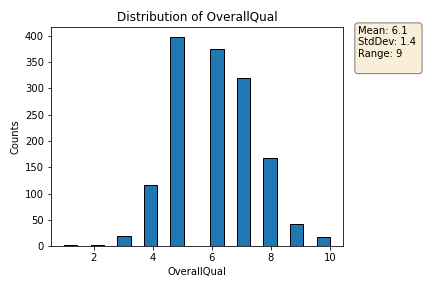 Distribution of OverallQual
Mean: 6.1
StdDev: 1.4
Range: 9
Counts
400
350
300
250
200
150
100
50
0
2 4 6 8 10
OverallQual